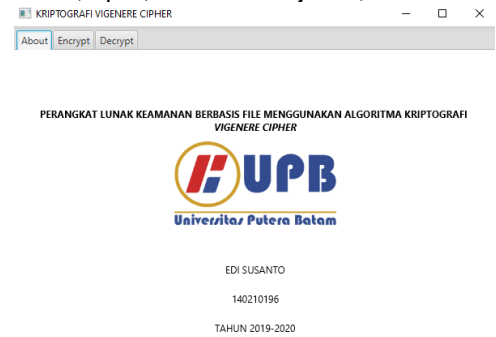 KRIPTOGRAFI VIGENERE CIPHER
About Encrypt Decrypt
PERANGKAT LUNAK KEAMANAN BERBASIS FILE MENGGUNAKAN ALGORITMA KRIPTOGRAFI
VIGENERE CIPHER
UPB
Universitas Putera Batam
EDI SUSANTO
140210196
TAHUN 2019-2020